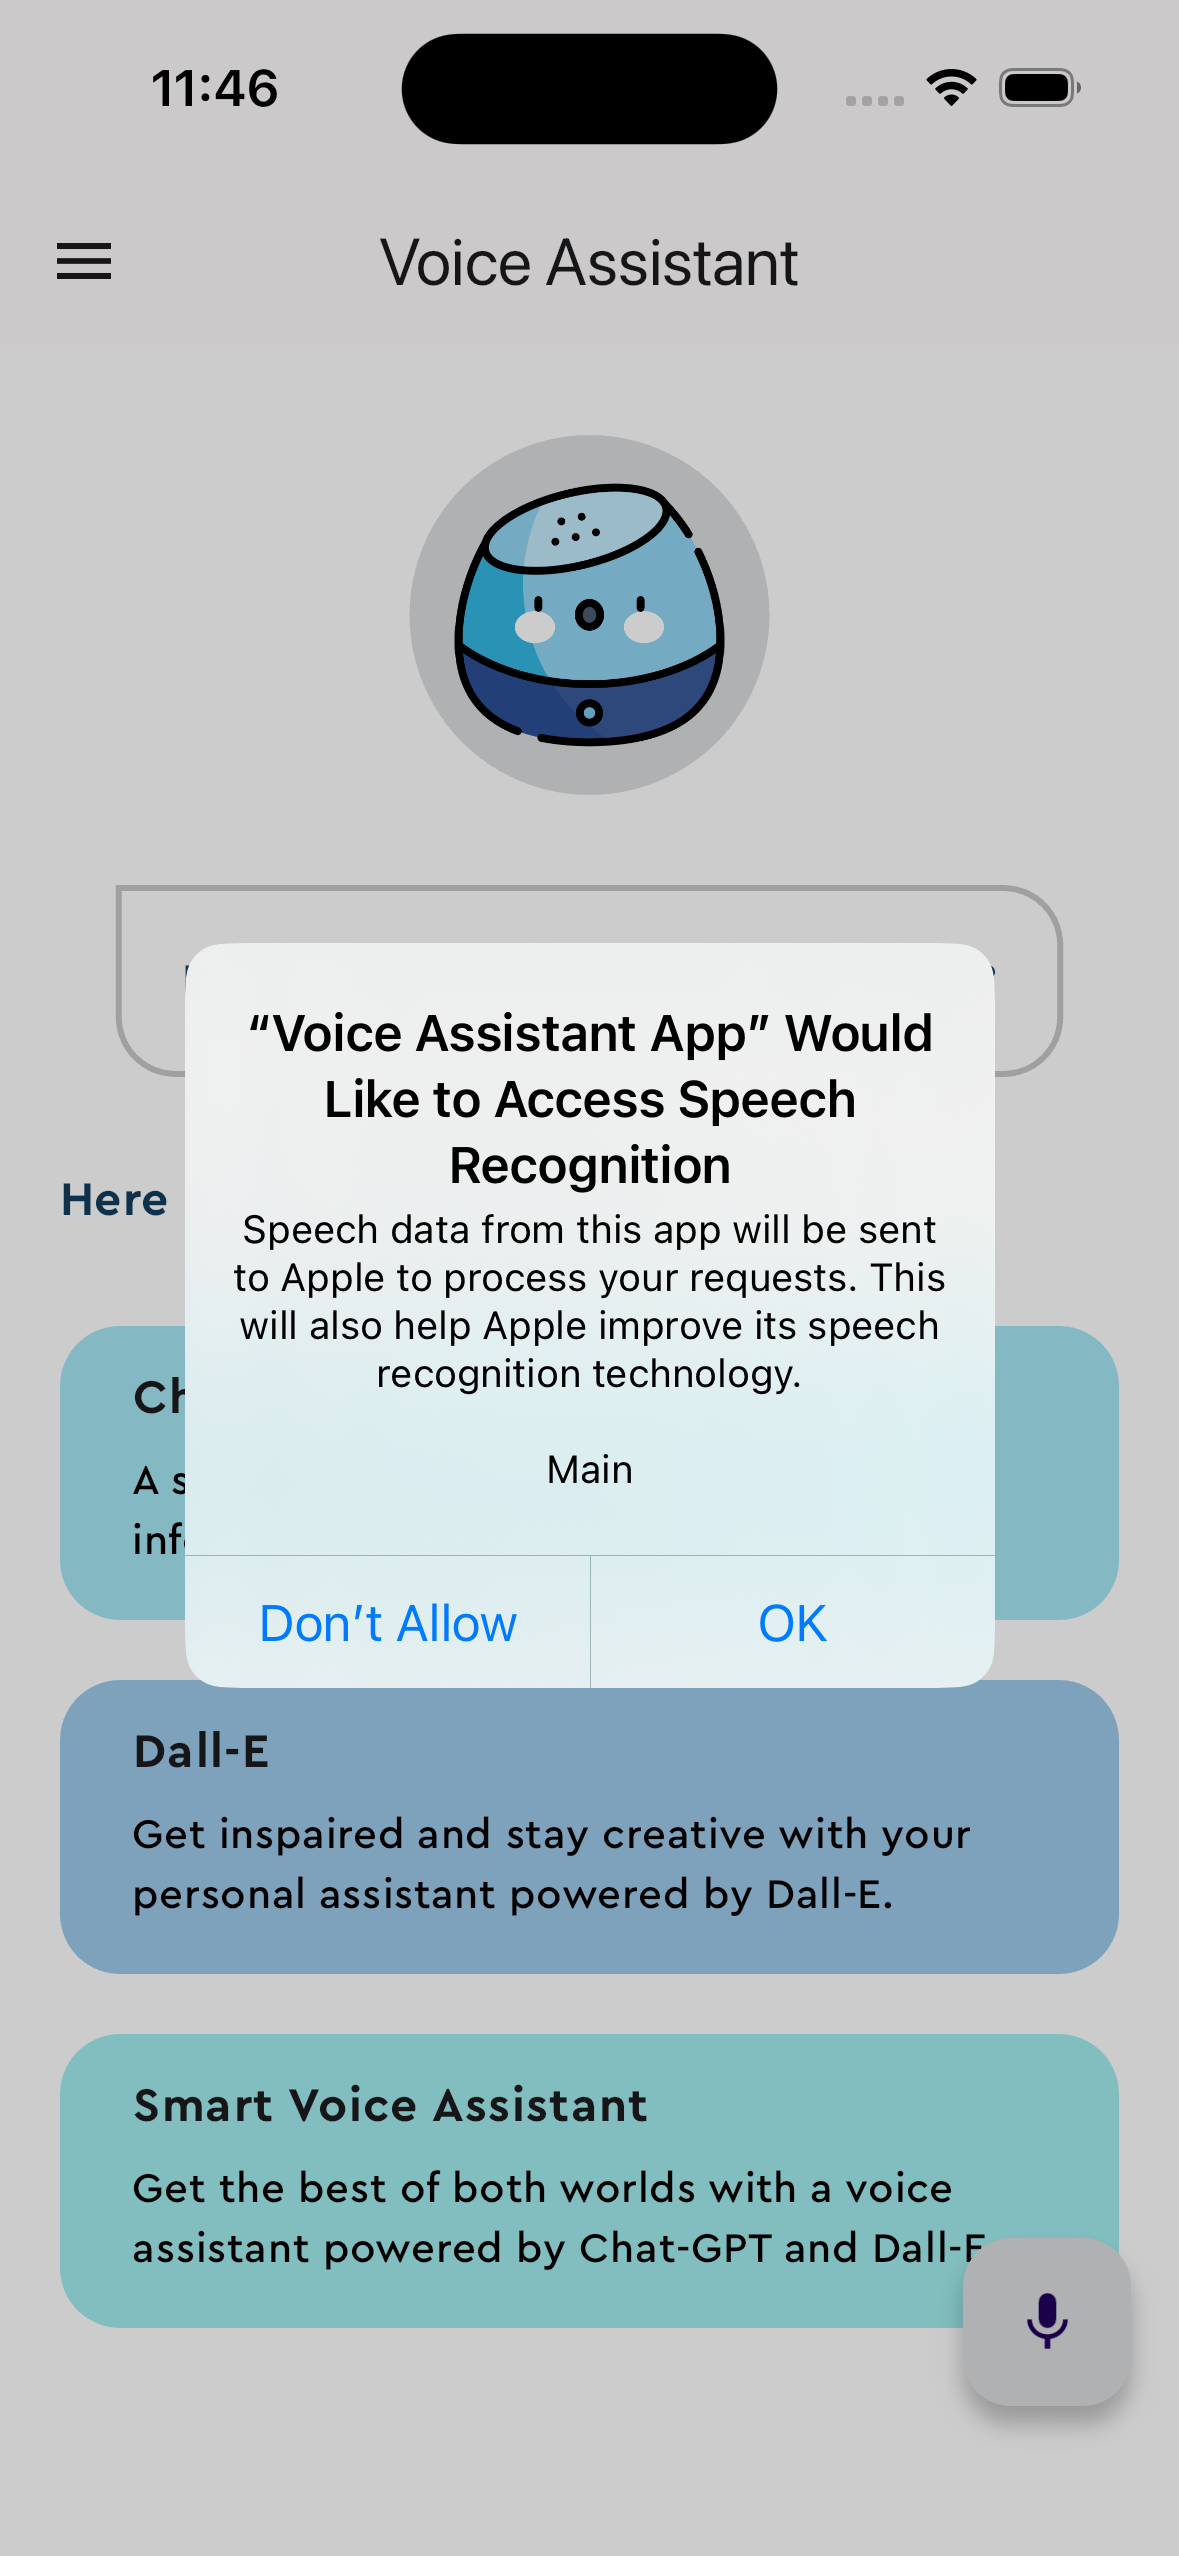 11:46
Voice Assistant
“Voice Assistant App” Would
Like to Access Speech
Recognition
Speech data from this app will be sent
to Apple to process your requests. This
will also help Apple improve its speech
recognition technology.
Main
Don’t Allow
OK
Here
A
Dall-E
Get inspaired and stay creative with your
personal assistant powered by Dall-E.
Smart Voice Assistant
Get the best of both worlds with a voice
assistant powered by Chat-GPT and Dall-E